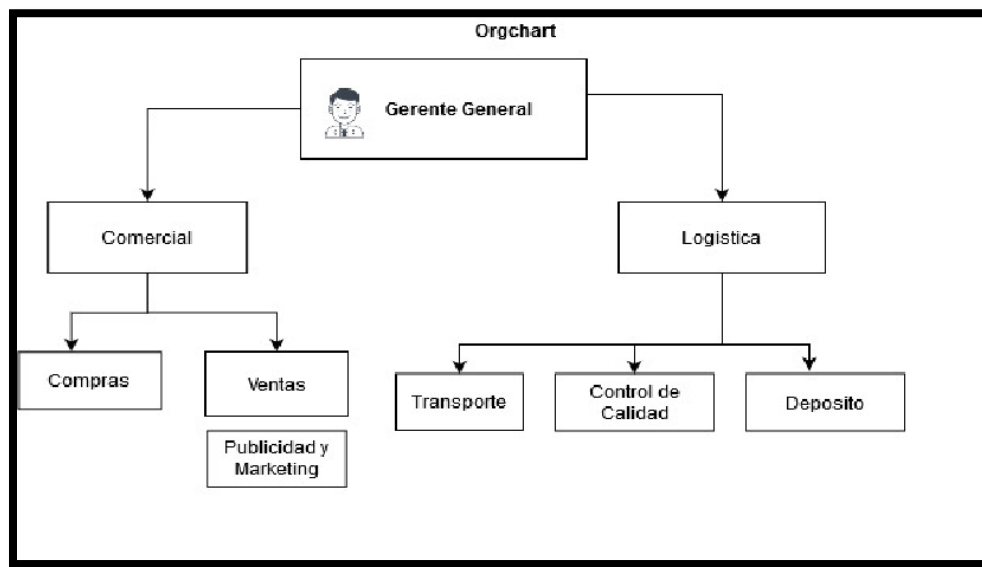 Orgchart
Gerente General
Comercial
Logistica
Compras
Ventas
Transporte
Control de
Calidad
Deposito
Publicidad y
Marketing